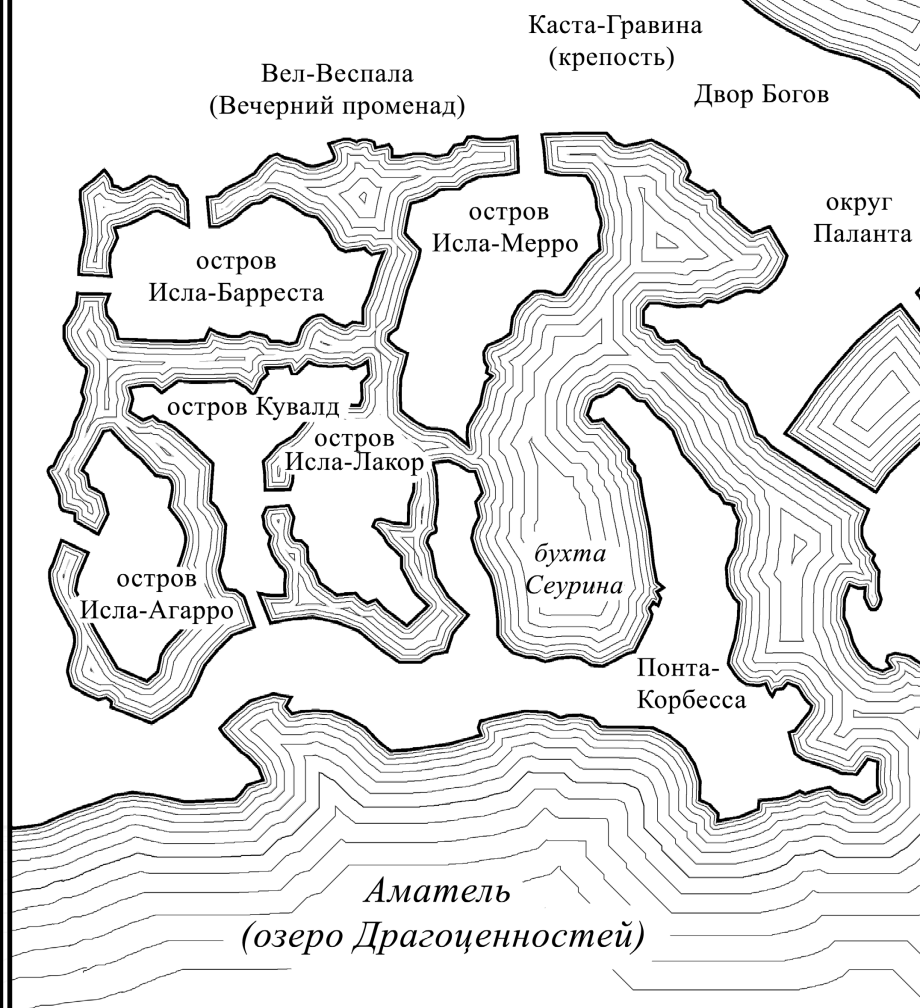 Каста-Гравина
(крепость)
Вел-Веспала
(Вечерний променад)
Двор Богов
остров
Исла-Мерро
округ
Паланта
остров
Исла-Барреста
остров Кувалд
остров
Исла-Лакор
бухта
Сеурина
остров
Исла-Агарро
Понта-
Корбесса
Аматель
(озеро Драгоценностей)